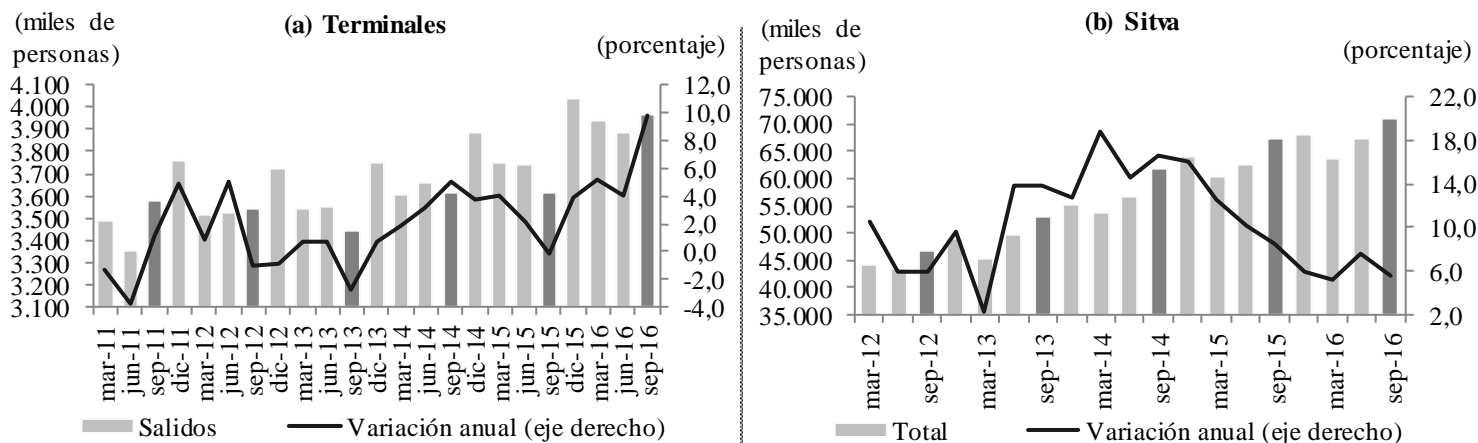 (miles de
personas)
(a) Terminales
(porcentaje)
4.100
4.000
3.900
3.800
3.700
3.600
3.500
3.400
3.300
3.200
3.100
12,0
10,0
8,0
6,0
4,0
2,0
0,0
-2,0
-4,0
mar-11
jun-11
sep-11
dic-11
mar-12
jun-12
sep-12
dic-12
mar-13
jun-13
sep-13
dic-13
mar-14
jun-14
sep-14
dic-14
mar-15
jun-15
sep-15
dic-15
mar-16
jun-16
sep-16
Salidos
Variación anual (eje derecho)
(miles de
personas)
(b) Sitva
(porcentaje)
75.000
70.000
65.000
60.000
55.000
50.000
45.000
40.000
35.000
22,0
18,0
14,0
10,0
6,0
2,0
mar-12
sep-12
mar-13
sep-13
mar-14
sep-14
mar-15
sep-15
mar-16
sep-16
Total
Variación anual (eje derecho)